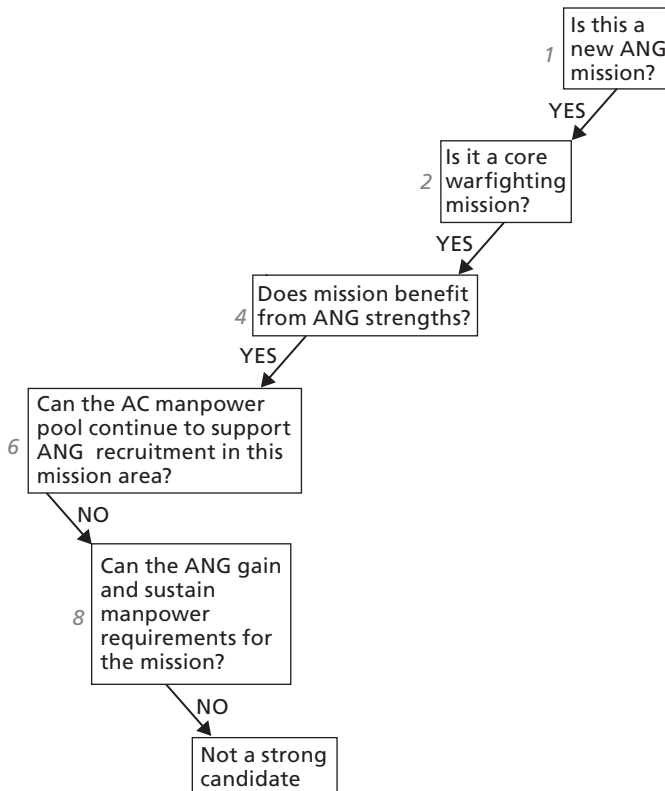 1
Is this a
new ANG
mission?
YES
2
Is it a core
warfighting
mission?
YES
4
Does mission benefit
from ANG strengths?
YES
6
Can the AC manpower
pool continue to support
ANG recruitment in this
mission area?
NO
8
Can the ANG gain
and sustain
manpower
requirements for
the mission?
NO
Not a strong
candidate